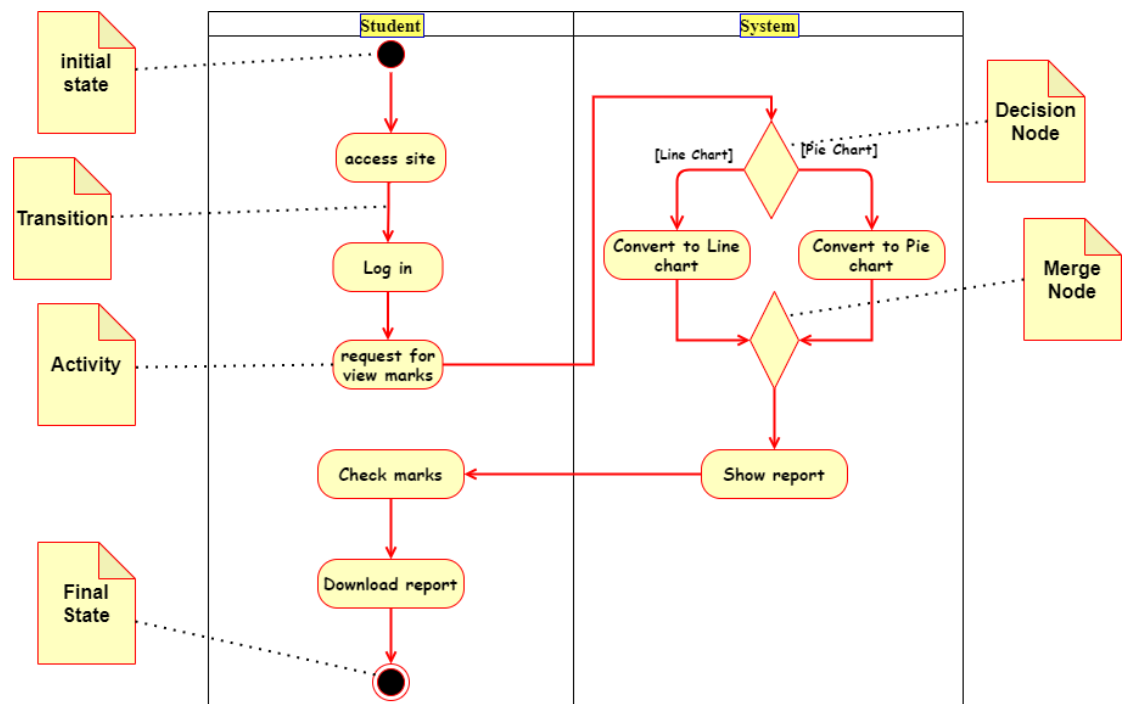 Student
System
initial
state
Decision
Node
[Line Chart]
[Pie Chart]
access site
Transition
Convert to Line
chart
Convert to Pie
chart
Log in
Merge
Node
Activity
request for
view marks
Check marks
Show report
Final
State
Download report